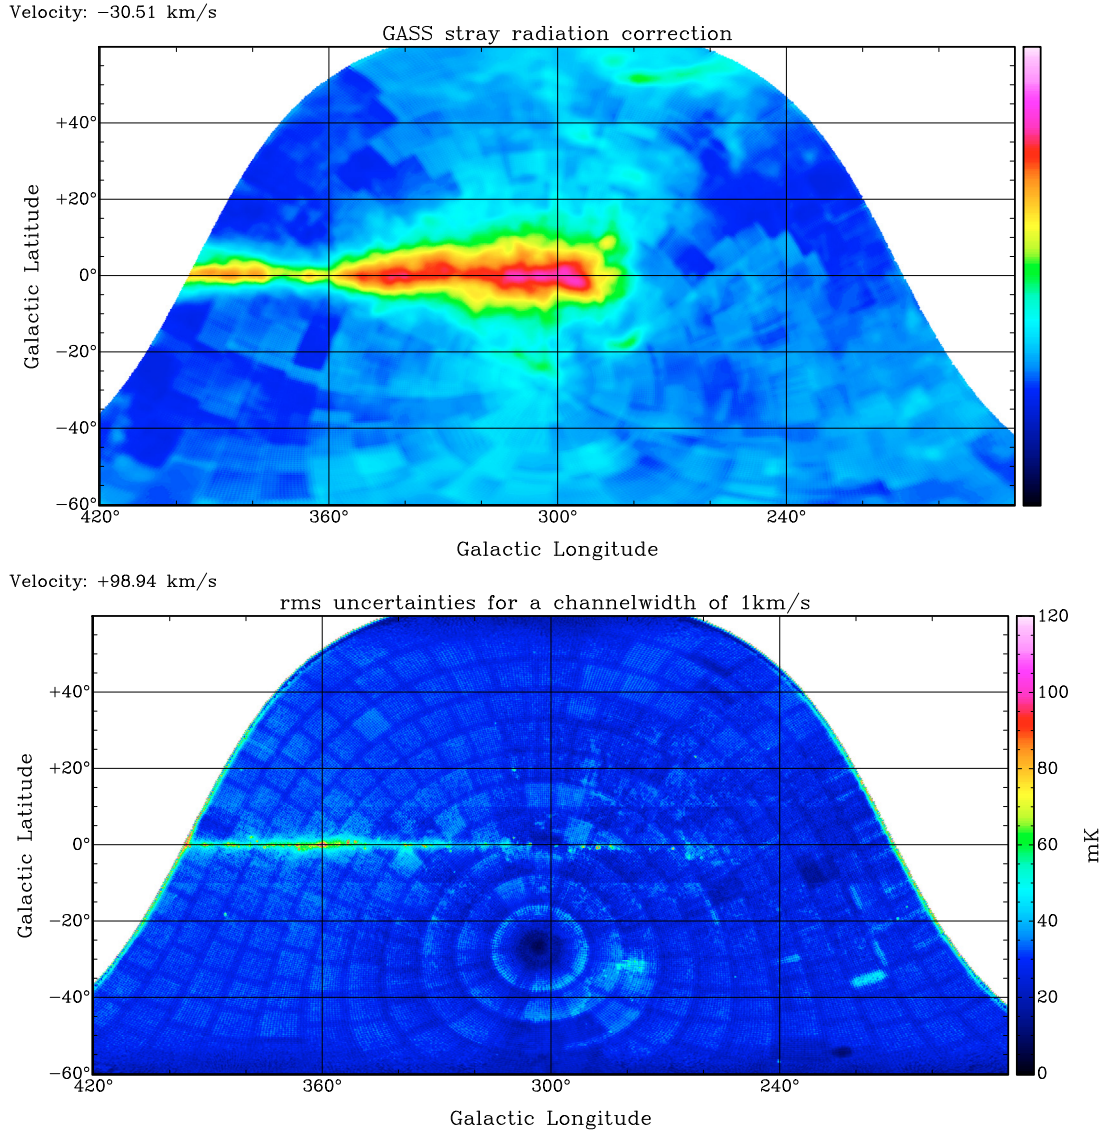 Velocity: −30.51 km/s
GASS stray radiation correction
+40°
+20°
0°
−20°
−40°
−60°
Galactic Latitude
420° 360° 300° 240°
Galactic Longitude
Velocity: +98.94 km/s
rms uncertainties for a channelwidth of 1km/s
+40°
+20°
0°
−20°
−40°
−60°
Galactic Latitude
120
100
80
60
40
20
0
mK
420° 360° 300° 240°
Galactic Longitude